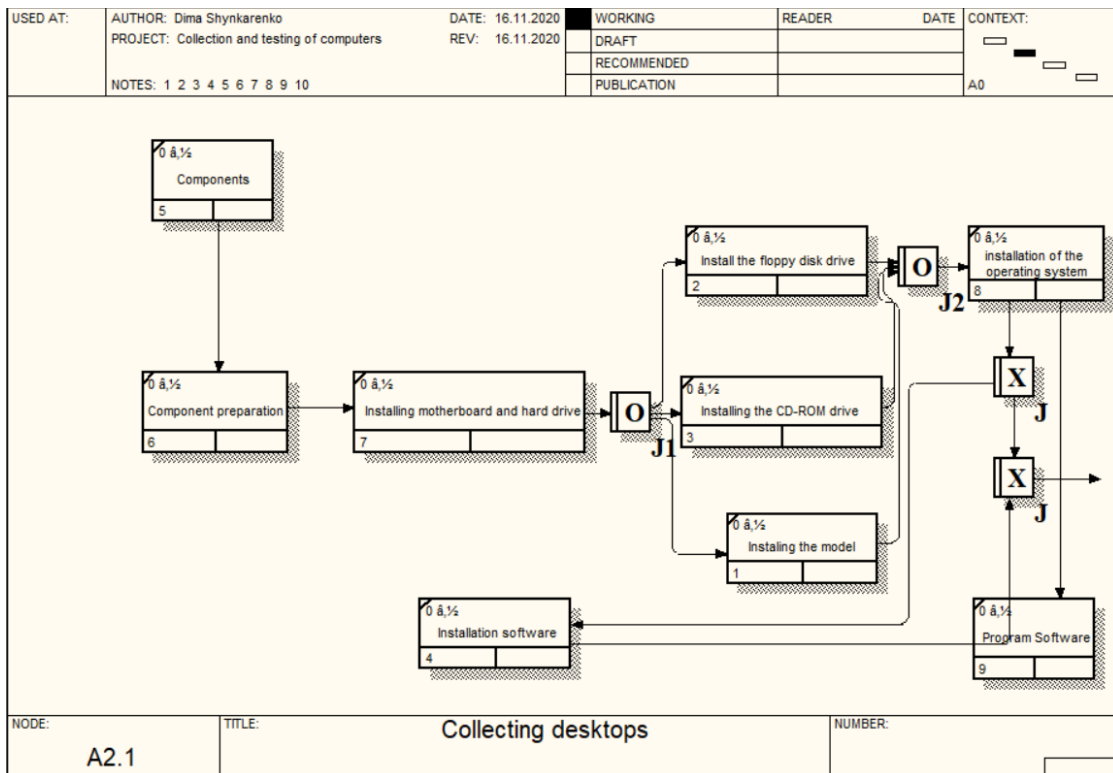 USED AT:
AUTHOR: Dima Shynkarenko
DATE: 16.11.2020
PROJECT: Collection and testing of computers
REV: 16.11.2020
NOTES: 1 2 3 4 5 6 7 8 9 10
WORKING
DRAFT
RECOMMENDED
PUBLICATION
READER DATE
CONTEXT:
A0
0 â‚½
Components
5
0 â‚½
Component preparation
6
0 â‚½
Installing motherboard and hard drive
7
O
J1
0 â‚½
Install the floppy disk drive
2
0 â‚½
Installing the CD-ROM drive
3
0 â‚½
Instaling the model
1
O
J2
0 â‚½
installation of the
operating system
8
X
J
X
J
0 â‚½
Installation software
4
0 â‚½
Program Software
9
NODE:
A2.1
TITLE:
Collecting desktops
NUMBER: